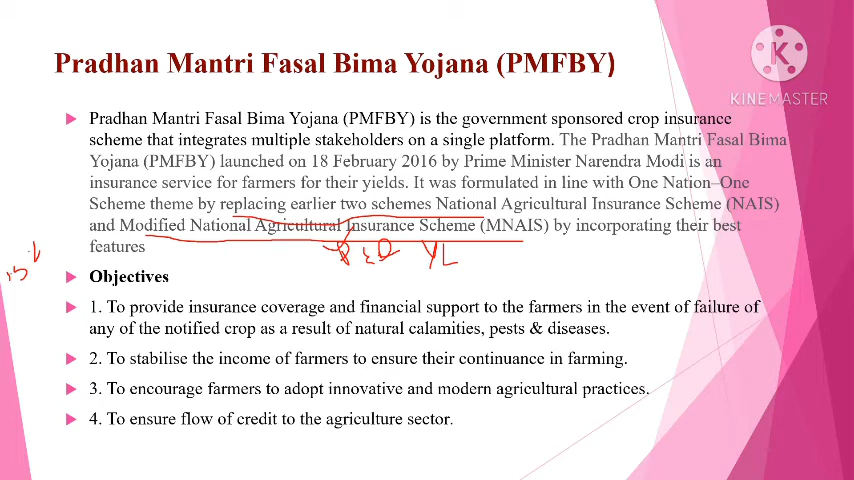 Pradhan Mantri Fasal Bima Yojana (PMFBY)
KINEMASTER
Pradhan Mantri Fasal Bima Yojana (PMFBY) is the government sponsored crop insurance
scheme that integrates multiple stakeholders on a single platform. The Pradhan Mantri Fasal Bima
Yojana (PMFBY) launched on 18 February 2016 by Prime Minister Narendra Modi is an
insurance service for farmers for their yields. It was formulated in line with One Nation–One
Scheme theme by replacing earlier two schemes National Agricultural Insurance Scheme (NAIS)
and Modified National Agricultural Insurance Scheme (MNAIS) by incorporating their best
features
YL
Objectives
1. To provide insurance coverage and financial support to the farmers in the event of failure of
any of the notified crop as a result of natural calamities, pests & diseases.
2. To stabilise the income of farmers to ensure their continuance in farming.
3. To encourage farmers to adopt innovative and modern agricultural practices.
4. To ensure flow of credit to the agriculture sector.